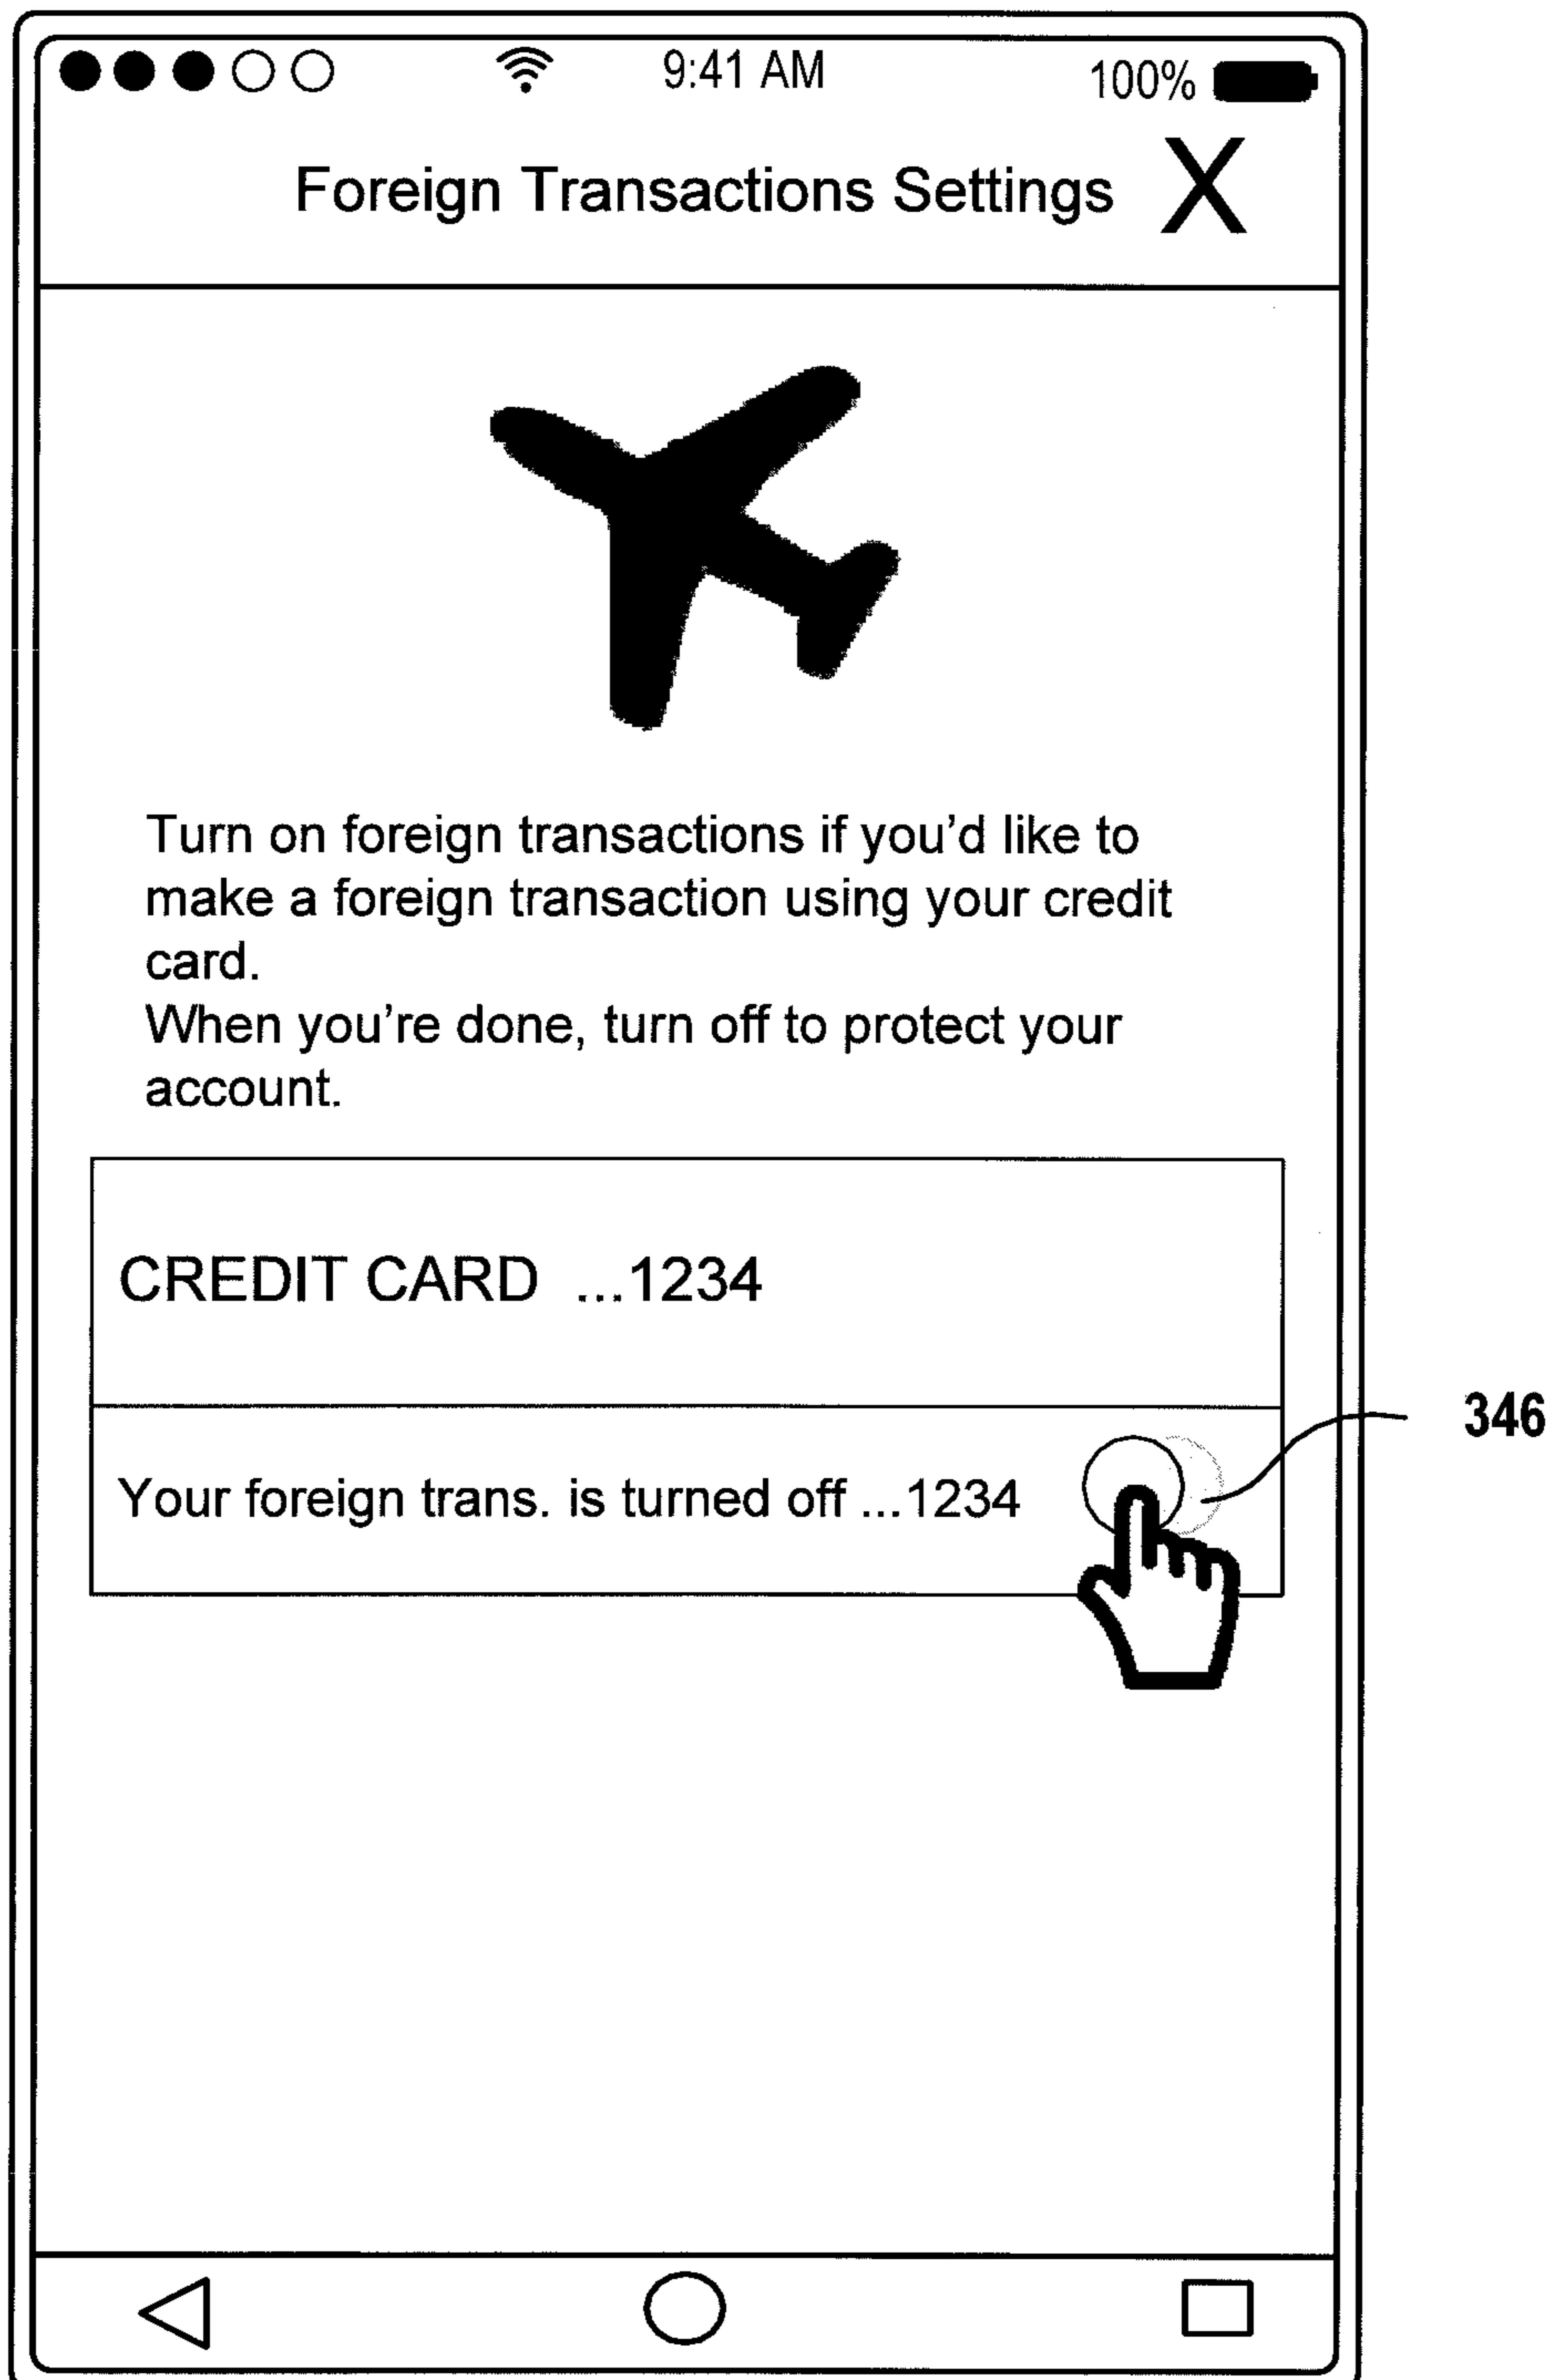 9:41 AM
100%
Foreign Transactions Settings X
Turn on foreign transactions if you'd like to
make a foreign transaction using your credit
card.
When you're done, turn off to protect your
account.
CREDIT CARD ...1234
346
Your foreign trans. is turned off ...1234